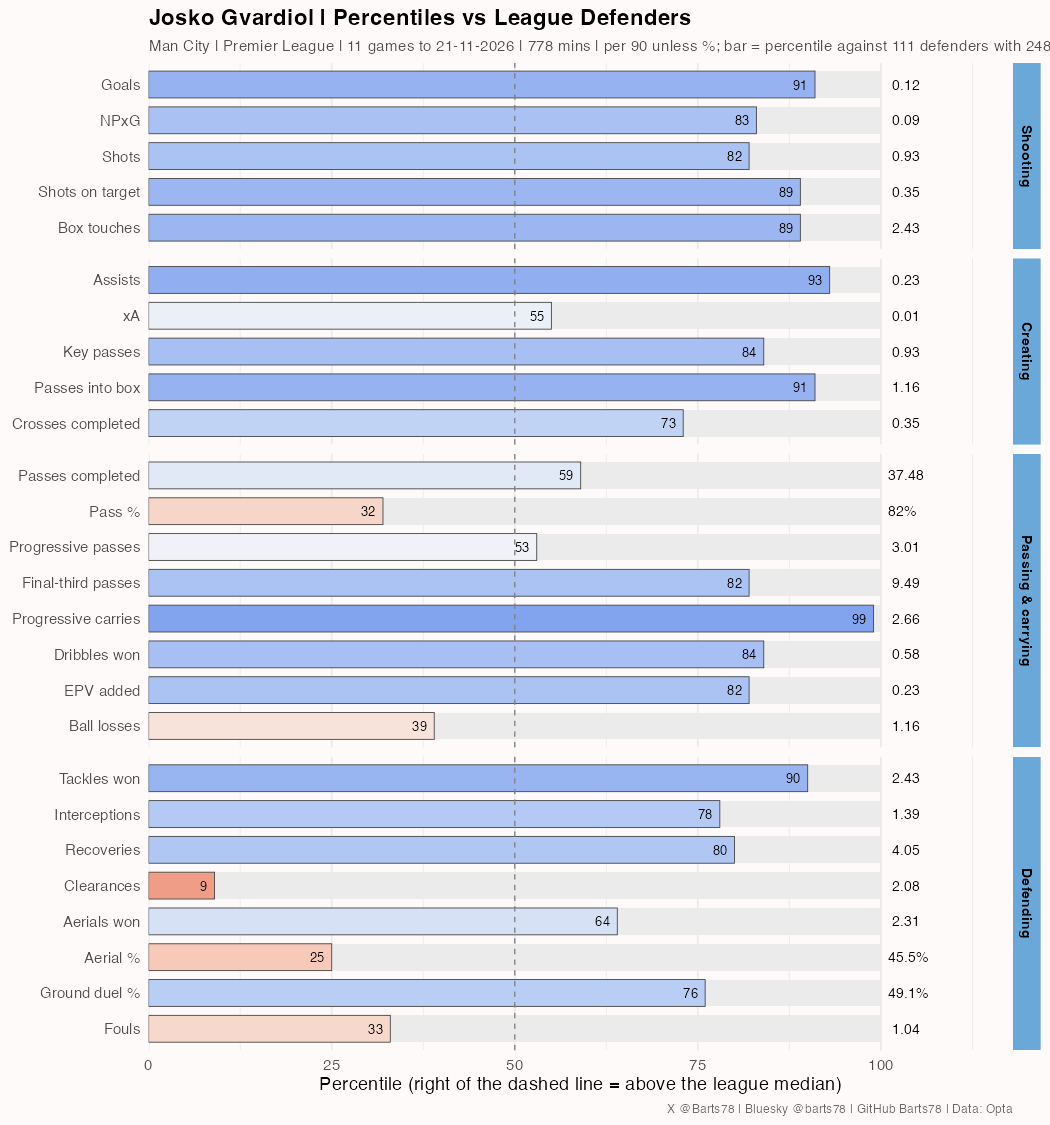 Josko Gvardiol | Percentiles vs League Defenders
Man City | Premier League | 11 games to 21-11-2026 | 778 mins | per 90 unless %; bar = percentile against 111 defenders with 248
Shooting
Goals 91 0.12
NPxG 83 0.09
Shots 82 0.93
Shots on target 89 0.35
Box touches 89 2.43
Creating
Assists 93 0.23
xA 55 0.01
Key passes 84 0.93
Passes into box 91 1.16
Crosses completed 73 0.35
Passing & carrying
Passes completed 59 37.48
Pass % 32 82%
Progressive passes 53 3.01
Final-third passes 82 9.49
Progressive carries 99 2.66
Dribbles won 84 0.58
EPV added 82 0.23
Ball losses 39 1.16
Defending
Tackles won 90 2.43
Interceptions 78 1.39
Recoveries 80 4.05
Clearances 9 2.08
Aerials won 64 2.31
Aerial % 25 45.5%
Ground duel % 76 49.1%
Fouls 33 1.04
0 25 50 75 100
Percentile (right of the dashed line = above the league median)
X @Barts78 | Bluesky @barts78 | GitHub Barts78 | Data: Opta